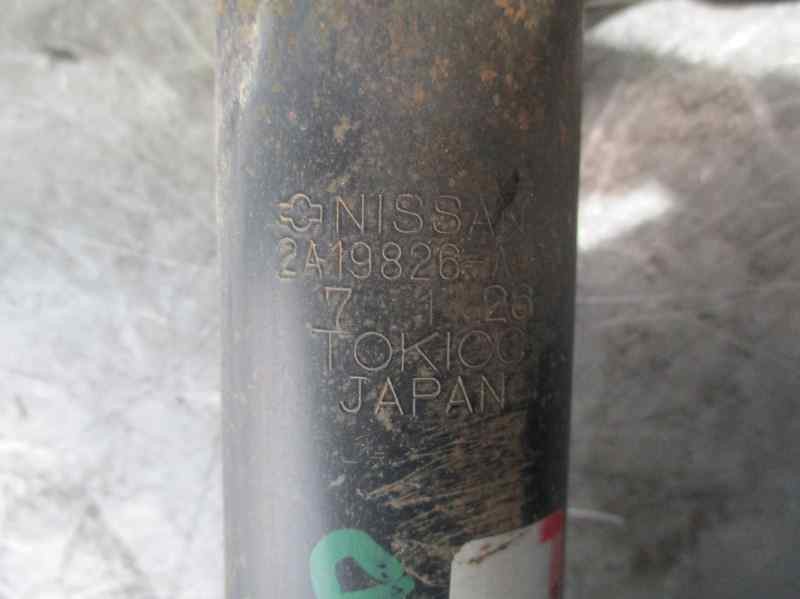 NISSAN
2A19826-A
7 1 26
TOKICO
JAPAN